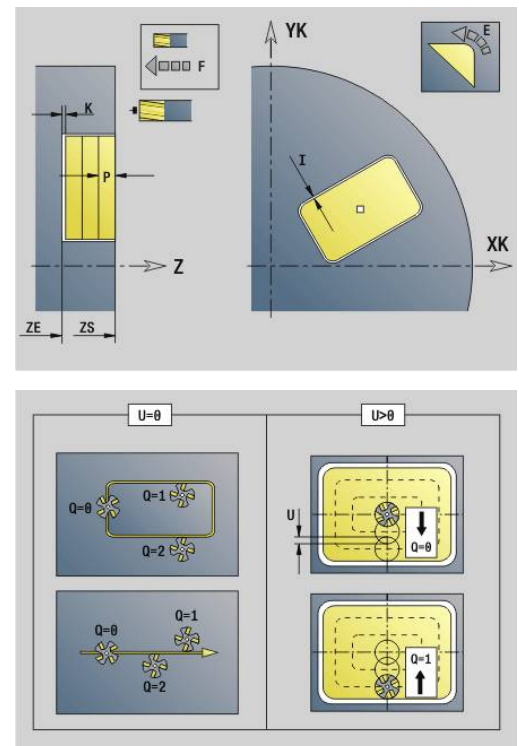 YK
E
F
K
P
I
XK
Z
ZE ZS
U=0 U>0
Q=0 Q=1
Q=2
U
Q=0
Q=0 Q=1
Q=2
Q=1